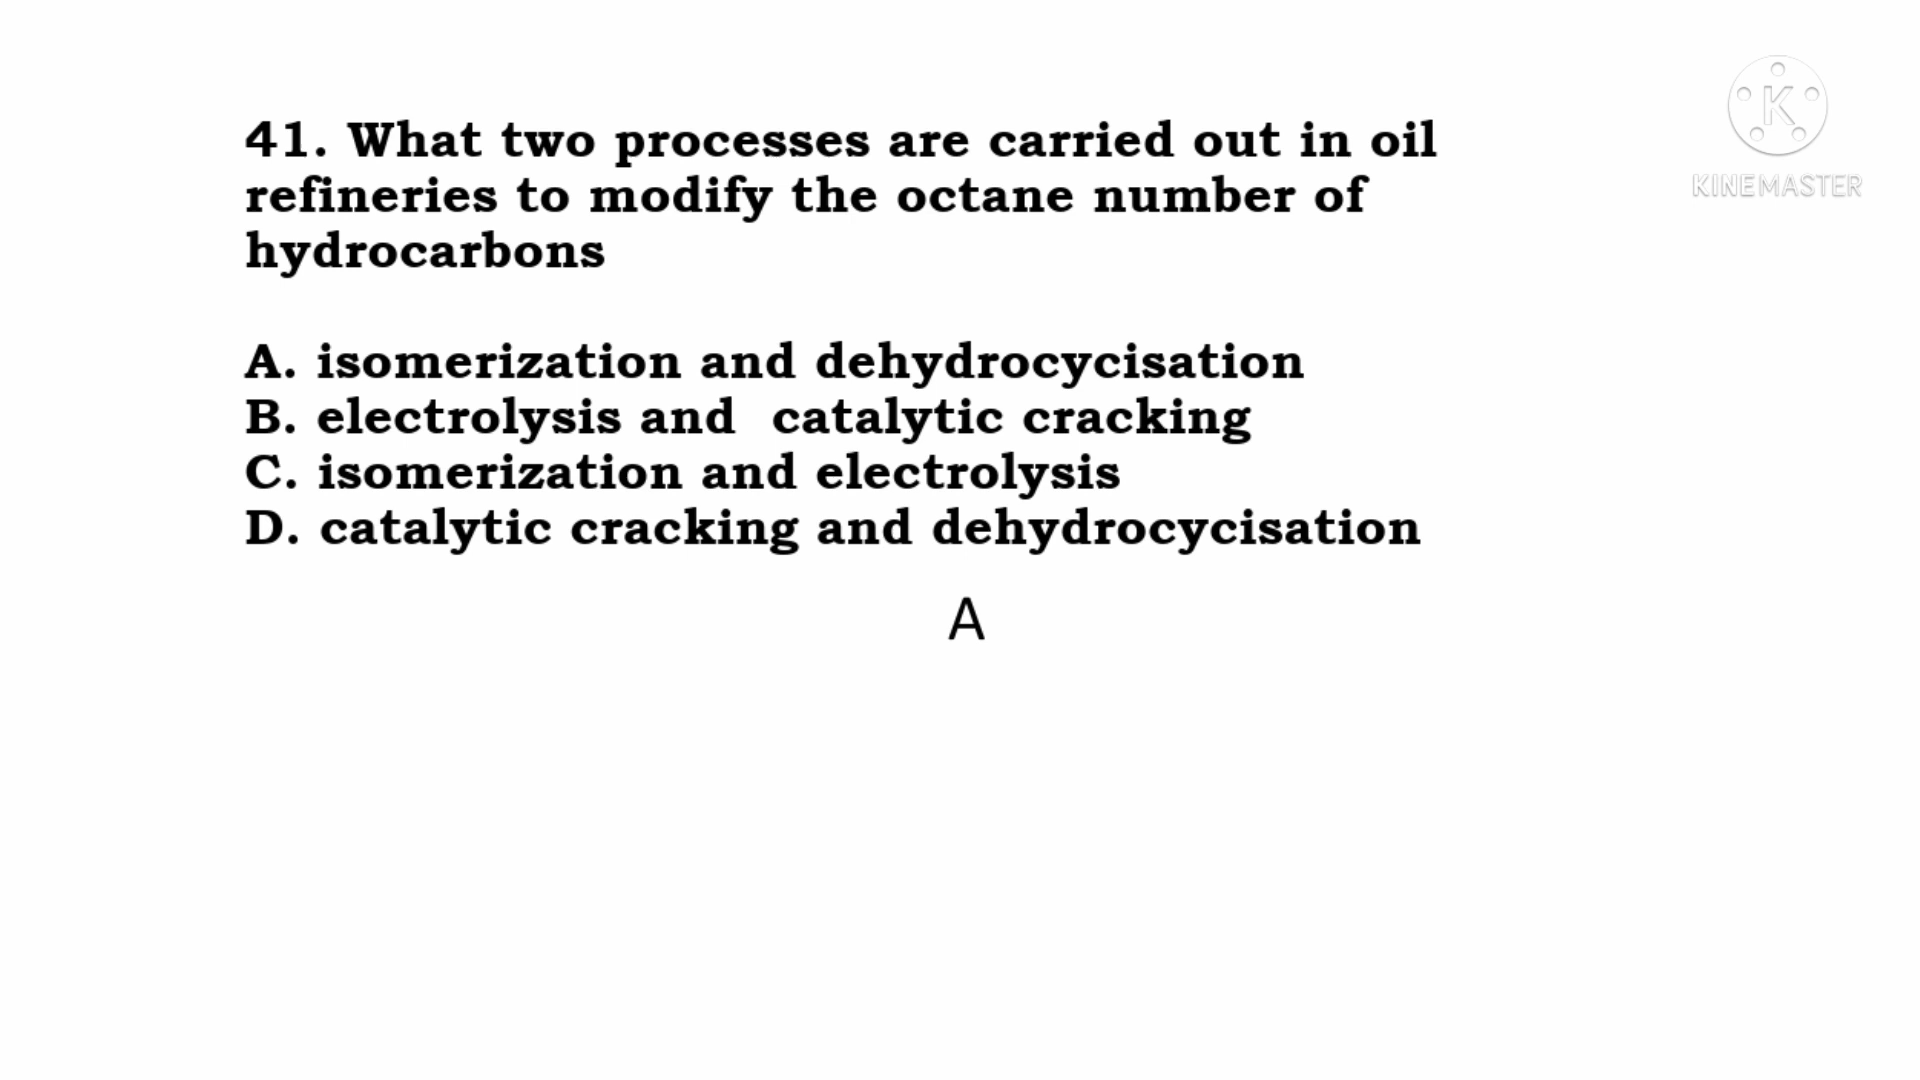 41. What two processes are carried out in oil
refineries to modify the octane number of
hydrocarbons
A. isomerization and dehydrocycisation
B. electrolysis and  catalytic cracking
C. isomerization and electrolysis
D. catalytic cracking and dehydrocycisation
A
K
KINEMASTER